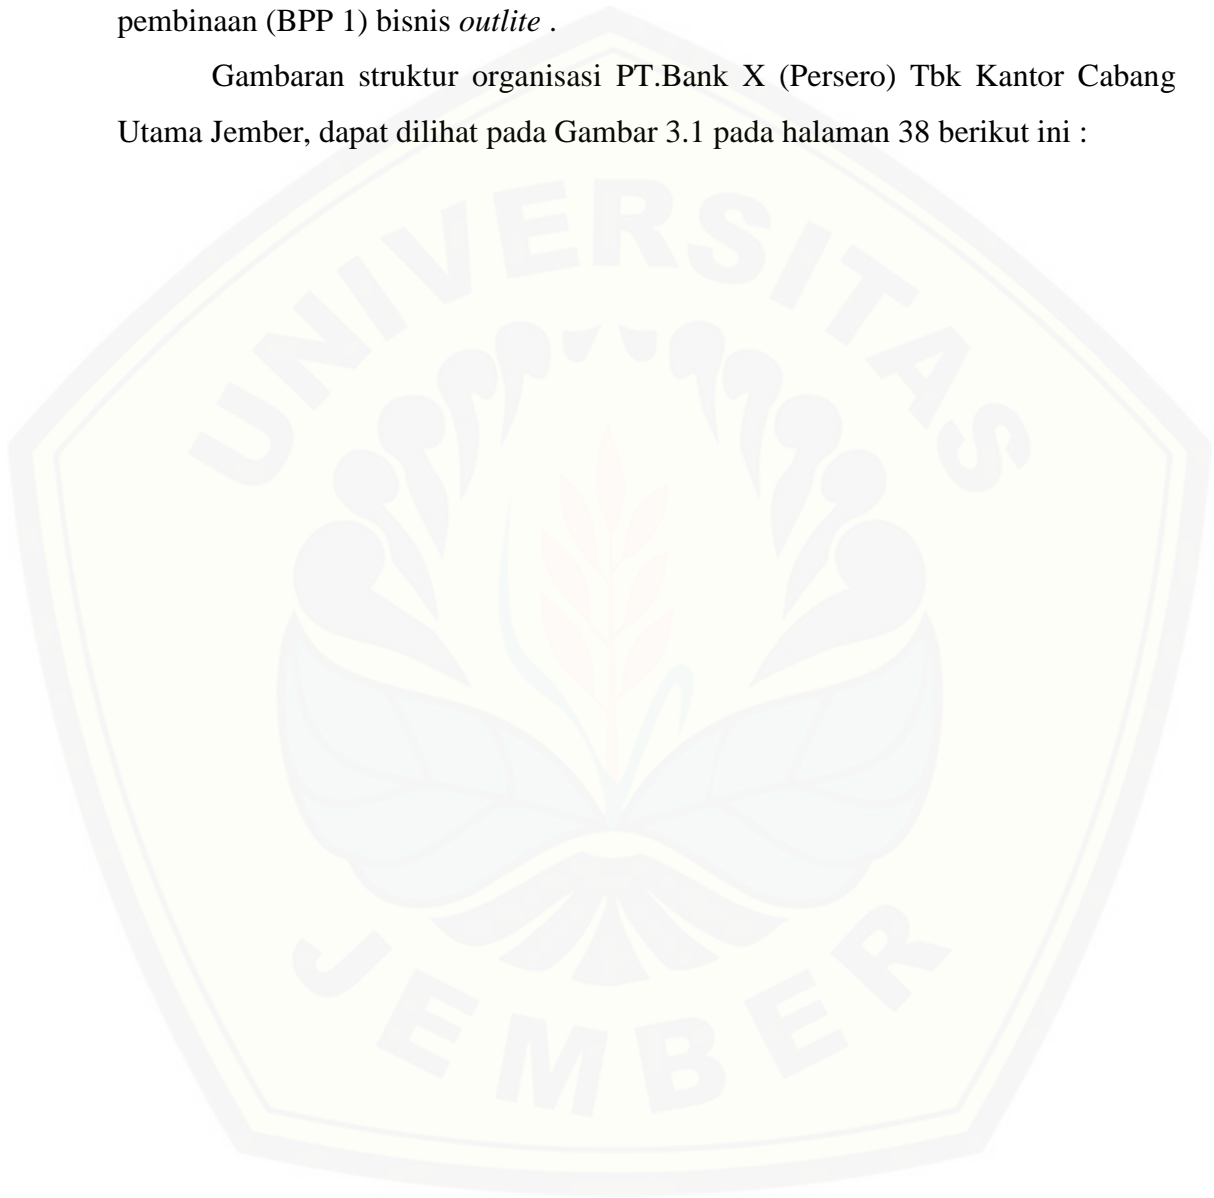 pembinaan (BPP 1) bisnis outlite .
Gambaran struktur organisasi PT.Bank X (Persero) Tbk Kantor Cabang
Utama Jember, dapat dilihat pada Gambar 3.1 pada halaman 38 berikut ini :
UNIVERSITAS
JEMBER